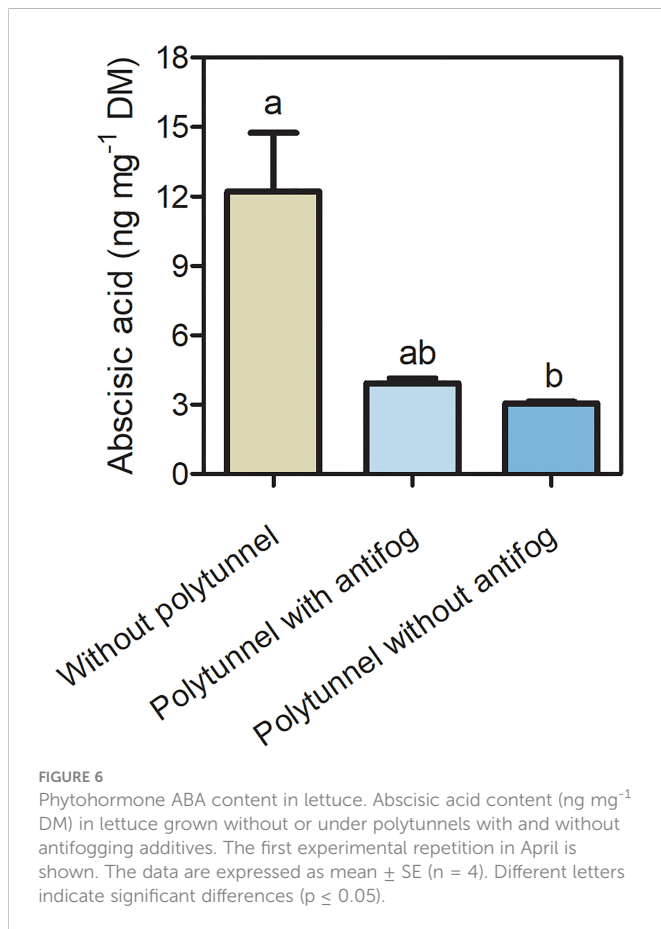 Abscisic acid (ng mg⁻¹ DM)
18
15
12
9
6
3
0
a
ab
b
Without polytunnel
Polytunnel with antifog
Polytunnel without antifog
FIGURE 6
Phytohormone ABA content in lettuce. Abscisic acid content (ng mg⁻¹
DM) in lettuce grown without or under polytunnels with and without
antifogging additives. The first experimental repetition in April is
shown. The data are expressed as mean ± SE (n = 4). Different letters
indicate significant differences (p ≤ 0.05).